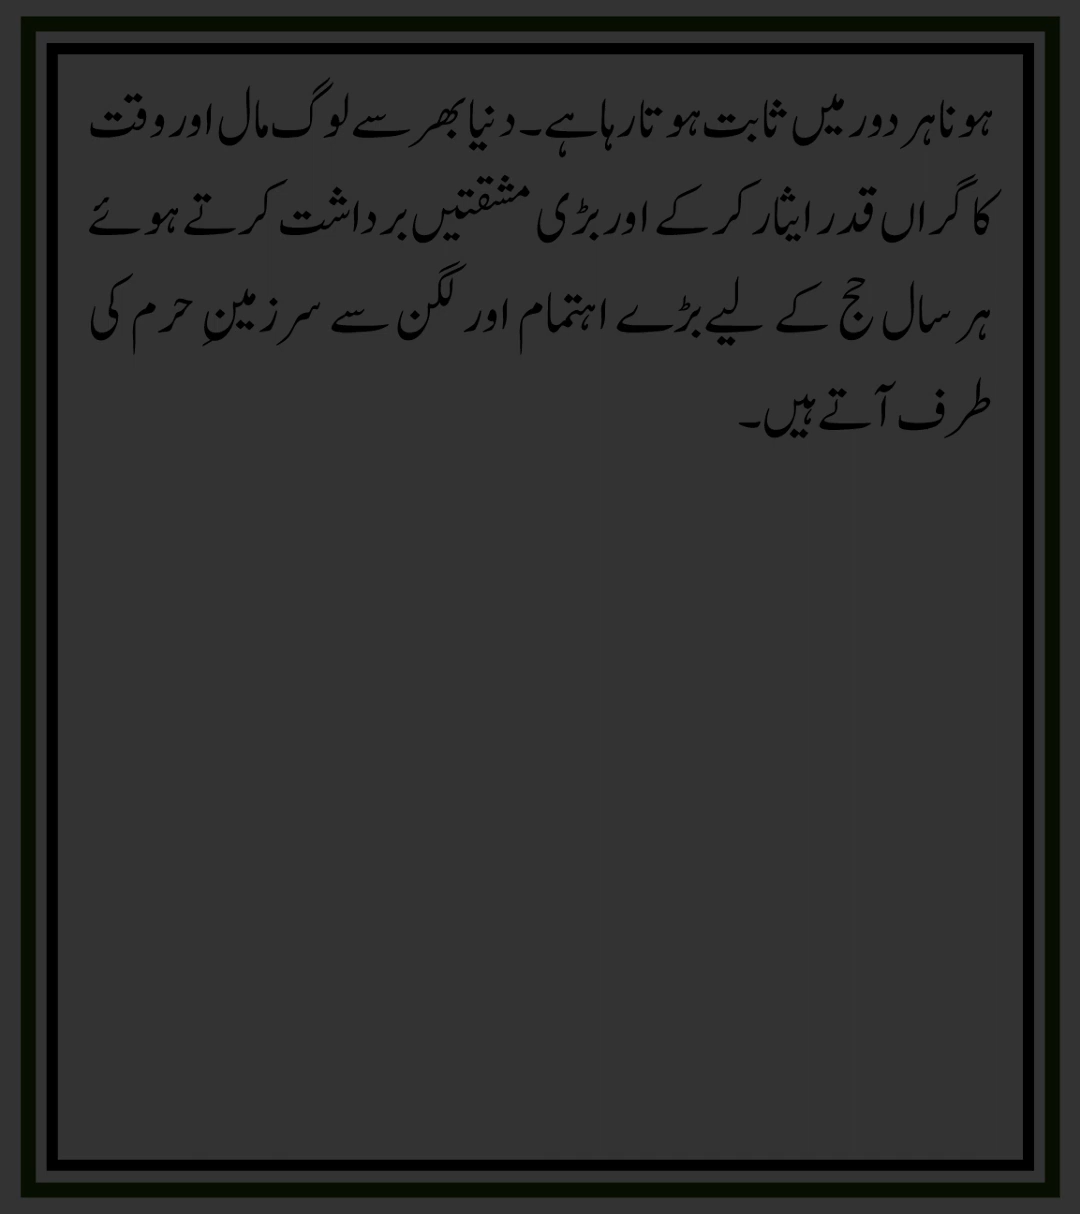 ہونا ہر دور میں ثابت ہوتا رہا ہے۔ دنیا بھر سے لوگ مال اور وقت
کا گراں قدر ایثار کرکے اور بڑی مشقتیں برداشت کرتے ہوئے
ہر سال حج کے لیے بڑے اہتمام اور لگن سے سرزمینِ حرم کی
طرف آتے ہیں۔